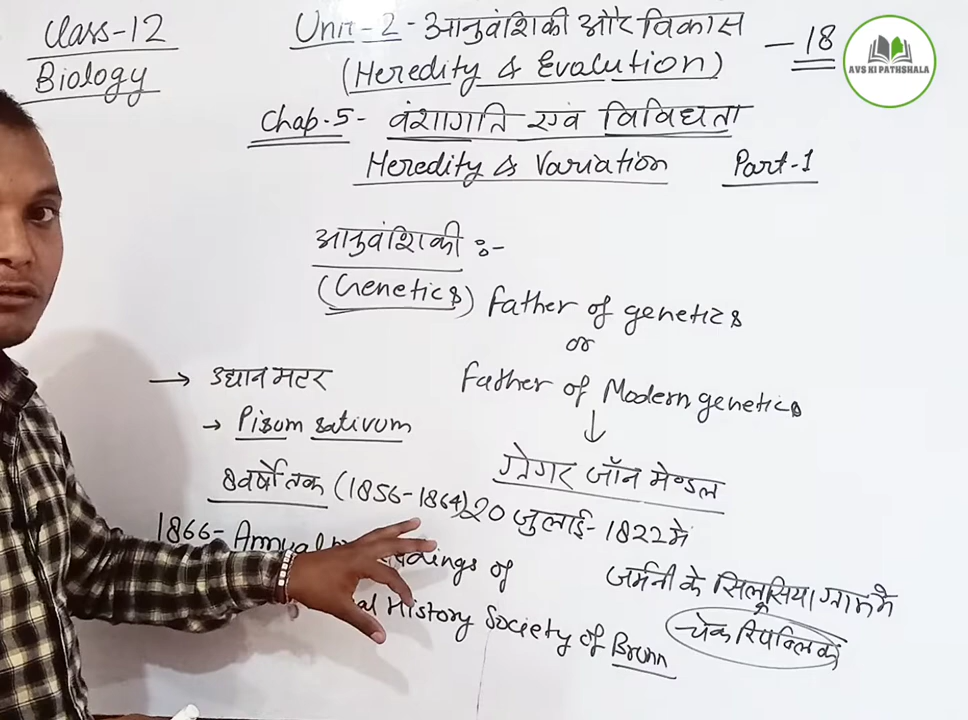 Class-12
Biology
Unit-2 - आनुवंशिकी और विकास - 18
(Heredity & Evalution)
AVS KI PATHSHALA
Chap.5- वंशागति एवं विविधता
Heredity & Variation Part-1
आनुवंशिकी :-
(Genetics) Father of genetics
or
→ उद्यान मटर
Father of Modern genetics
→ Pisum sativum
ग्रेगर जॉन मेण्डल
8 वर्षो तक (1856-1864)
20 जुलाई - 1822 मे
1866- Annual
of
जर्मनी के सिलूसिया ग्राम मे
History Society of Brunn
चेक रिपब्लिक